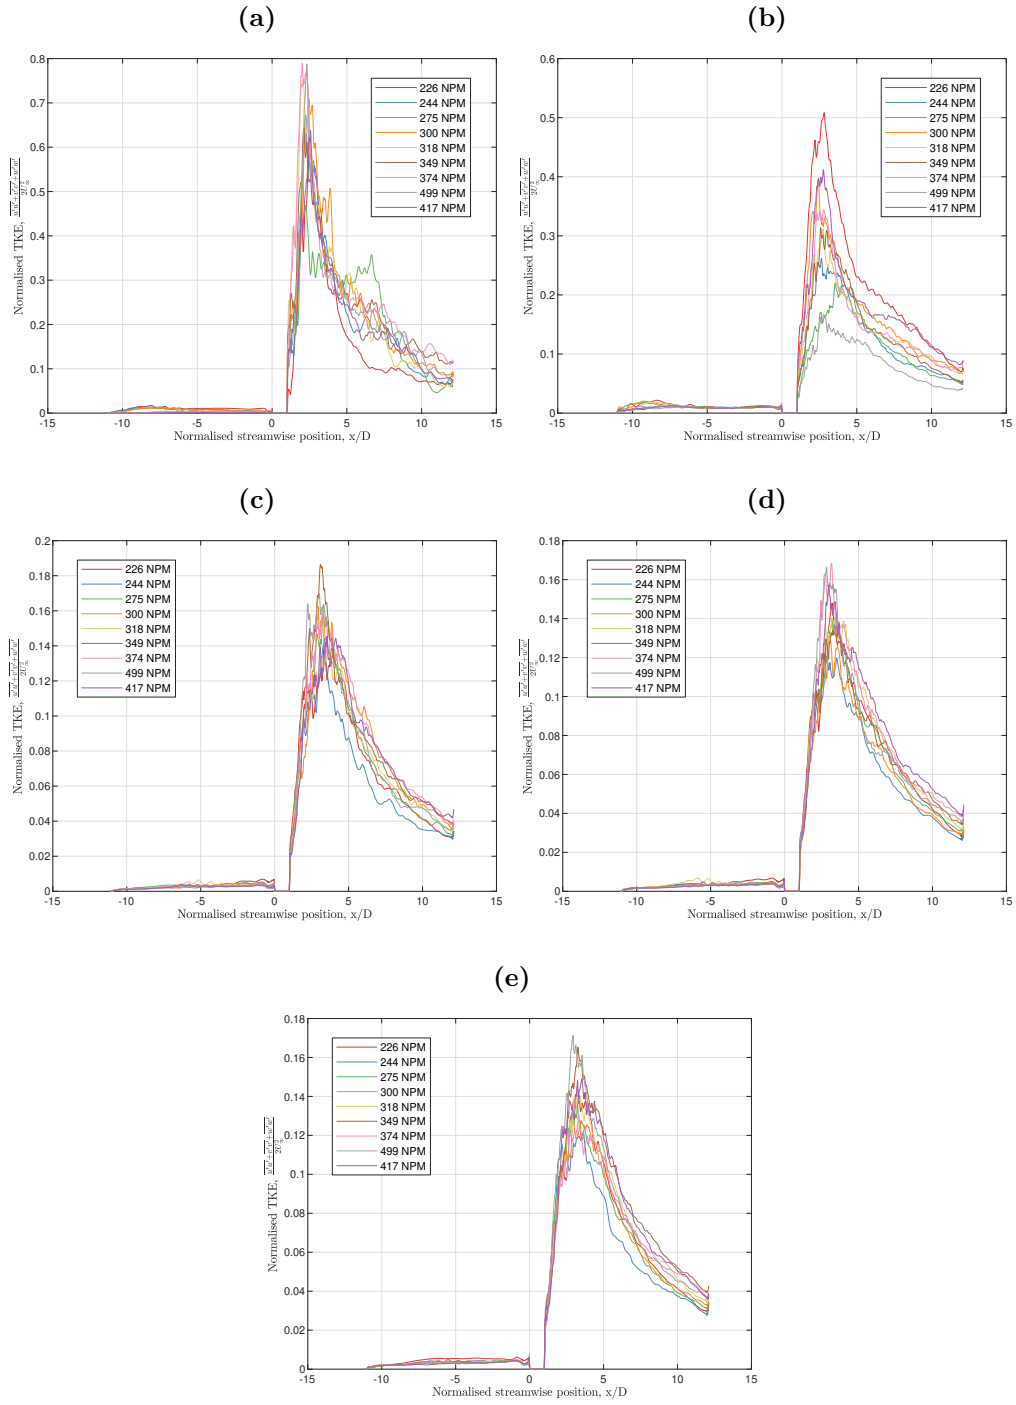 (a)
0.8
0.7
0.6
0.5
0.4
0.3
0.2
0.1
0
-15 -10 -5 0 5 10 15
Normalised TKE, u'u'+v'v'+w'w' / 2U²∞
Normalised streamwise position, x/D
226 NPM
244 NPM
275 NPM
300 NPM
318 NPM
349 NPM
374 NPM
499 NPM
417 NPM
(b)
0.6
0.5
0.4
0.3
0.2
0.1
0
-15 -10 -5 0 5 10 15
Normalised TKE, u'u'+v'v'+w'w' / 2U²∞
Normalised streamwise position, x/D
226 NPM
244 NPM
275 NPM
300 NPM
318 NPM
349 NPM
374 NPM
499 NPM
417 NPM
(c)
0.2
0.18
0.16
0.14
0.12
0.1
0.08
0.06
0.04
0.02
0
-15 -10 -5 0 5 10 15
Normalised TKE, u'u'+v'v'+w'w' / 2U²∞
Normalised streamwise position, x/D
226 NPM
244 NPM
275 NPM
300 NPM
318 NPM
349 NPM
374 NPM
499 NPM
417 NPM
(d)
0.18
0.16
0.14
0.12
0.1
0.08
0.06
0.04
0.02
0
-15 -10 -5 0 5 10 15
Normalised TKE, u'u'+v'v'+w'w' / 2U²∞
Normalised streamwise position, x/D
226 NPM
244 NPM
275 NPM
300 NPM
318 NPM
349 NPM
374 NPM
499 NPM
417 NPM
(e)
0.18
0.16
0.14
0.12
0.1
0.08
0.06
0.04
0.02
0
-15 -10 -5 0 5 10 15
Normalised TKE, u'u'+v'v'+w'w' / 2U²∞
Normalised streamwise position, x/D
226 NPM
244 NPM
275 NPM
300 NPM
318 NPM
349 NPM
374 NPM
499 NPM
417 NPM